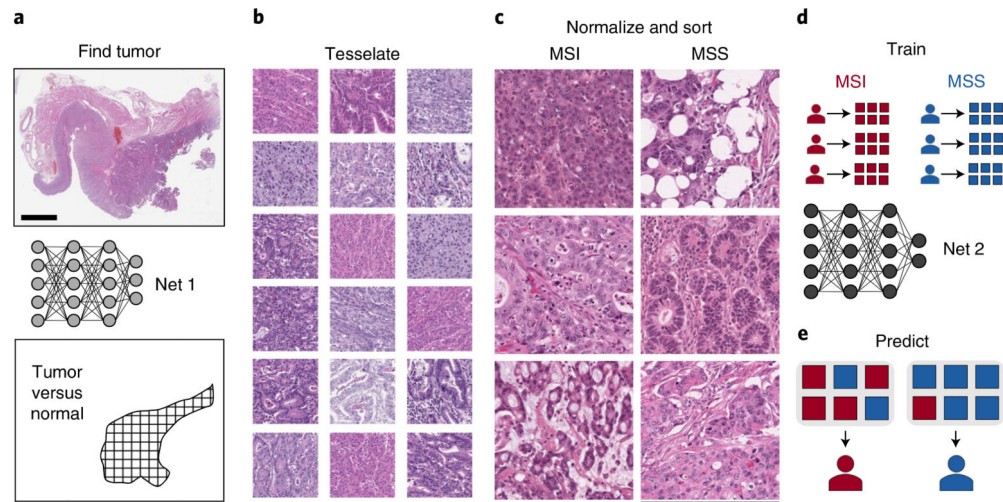 a
Find tumor
Net 1
Tumor
versus
normal
b
Tesselate
c
Normalize and sort
MSI MSS
d
Train
MSI MSS
Net 2
e
Predict